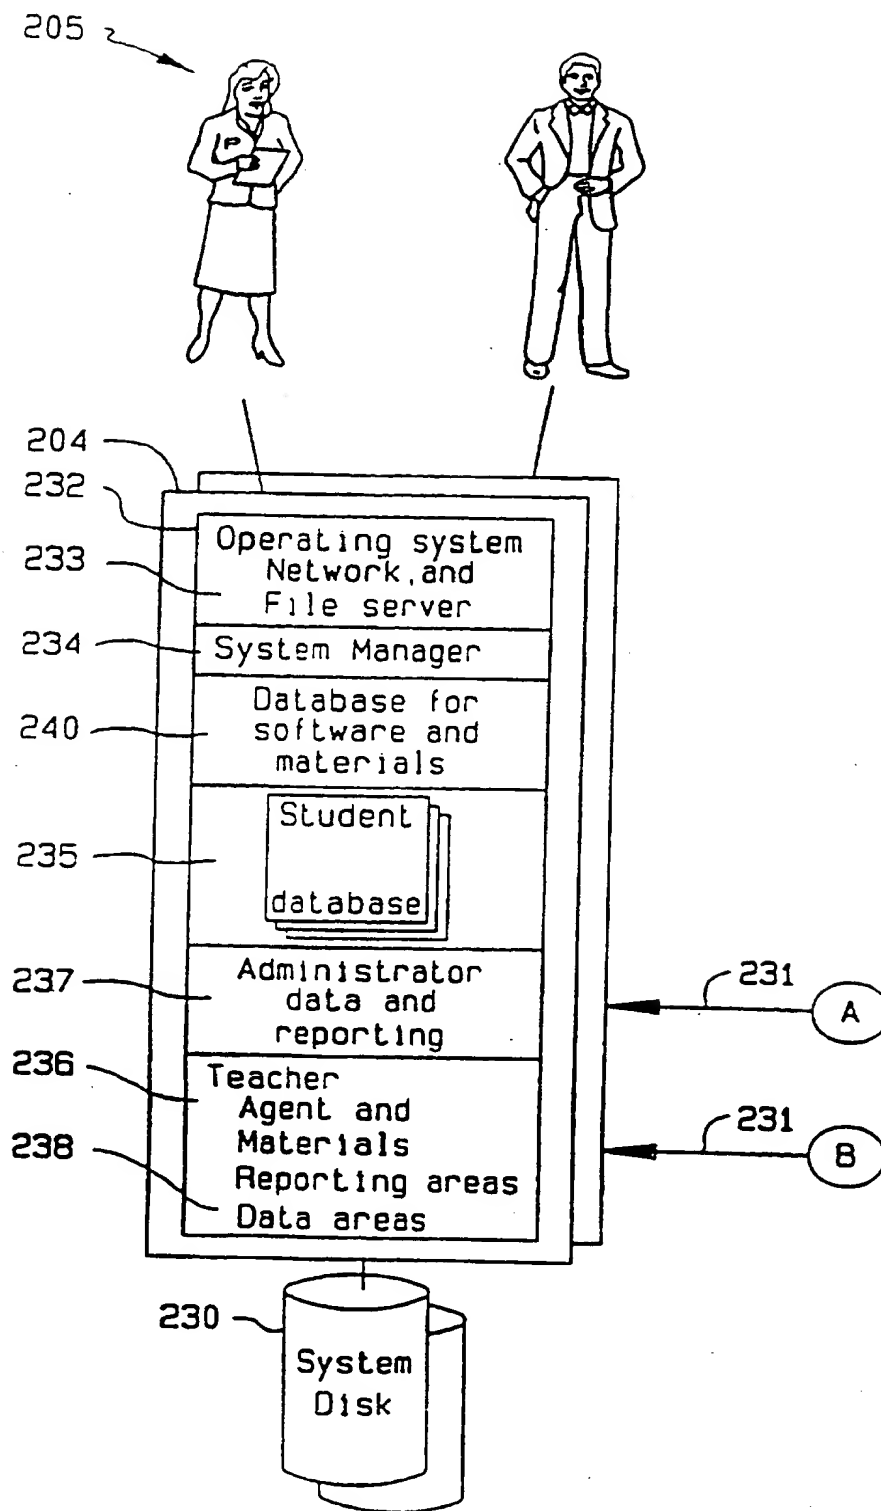 205
P
204
232
Operating system
233
Network, and
File server
234
System Manager
240
Database for
software and
materials
235
Student
database
237
Administrator
data and
reporting
231
A
236
Teacher
Agent and
Materials
231
B
238
Reporting areas
Data areas
230
System
Disk